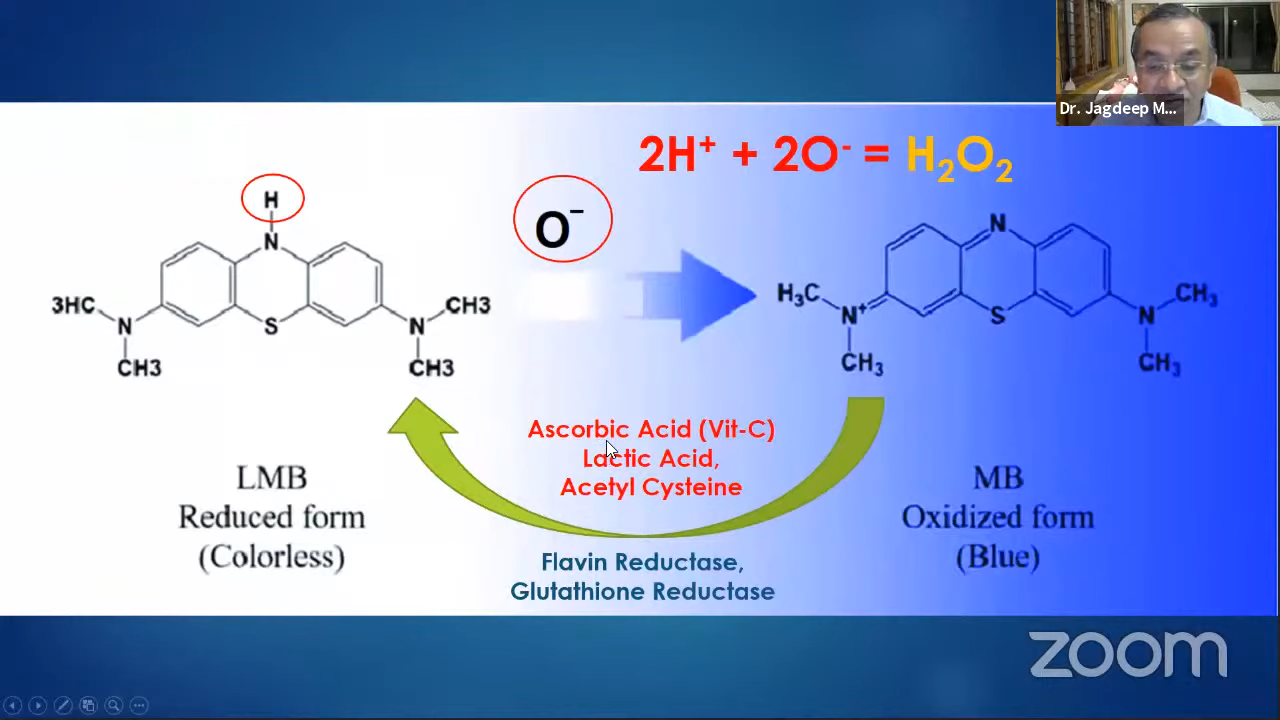 Dr. Jagdeep M...
2H⁺ + 2O⁻ = H₂O₂
O⁻
H
N
S
3HC
N
CH3
CH3
N
CH3
N
S
H₃C
N⁺
CH₃
CH₃
N
CH₃
Ascorbic Acid (Vit-C)
Lactic Acid,
Acetyl Cysteine
LMB
Reduced form
(Colorless)
MB
Oxidized form
(Blue)
Flavin Reductase,
Glutathione Reductase
zoom